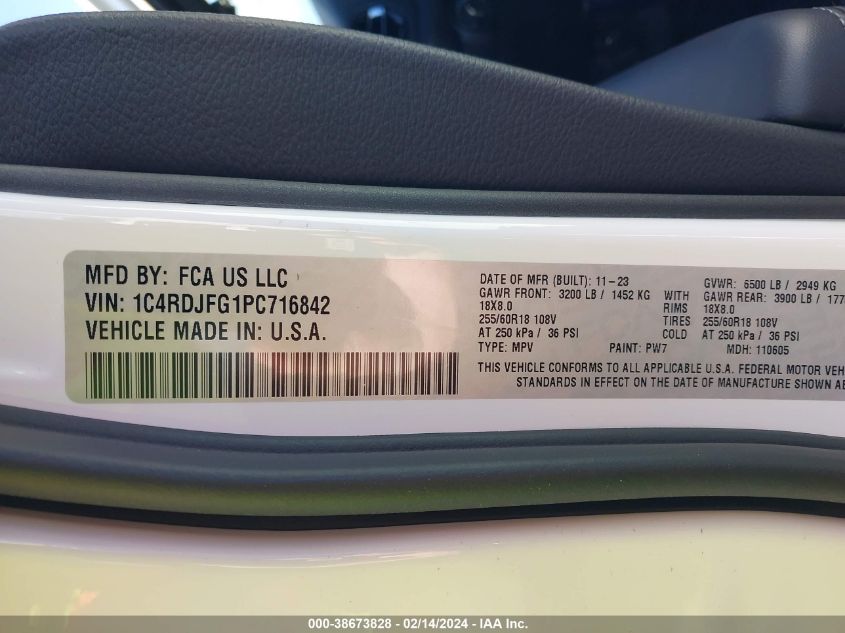 MFD BY: FCA US LLC
VIN: 1C4RDJFG1PC716842
VEHICLE MADE IN: U.S.A.
DATE OF MFR (BUILT): 11-23
GVWR: 6500 LB / 2949 KG
GAWR FRONT: 3200 LB / 1452 KG WITH GAWR REAR: 3900 LB /
18X8.0 RIMS 18X8.0
255/60R18 108V TIRES 255/60R18 108V
AT 250 kPa / 36 PSI COLD AT 250 kPa / 36 PSI
TYPE: MPV PAINT: PW7 MDH: 110605
THIS VEHICLE CONFORMS TO ALL APPLICABLE U.S.A. FEDERAL MOTOR
STANDARDS IN EFFECT ON THE DATE OF MANUFACTURE SHOWN
000-38673828 - 02/14/2024 - IAA Inc.